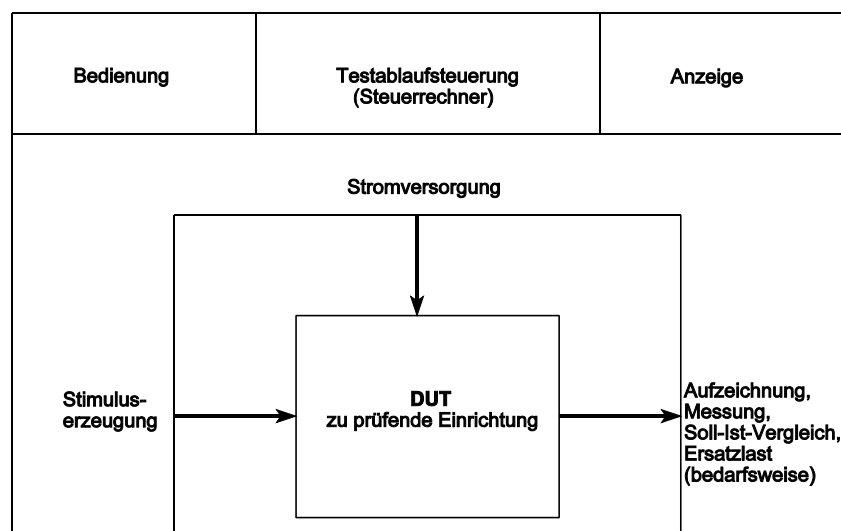 Bedienung
Testablaufsteuerung
(Steuerrechner)
Anzeige
Stromversorgung
Stimulus-
erzeugung
DUT
zu prüfende Einrichtung
Aufzeichnung,
Messung,
Soll-Ist-Vergleich,
Ersatzlast
(bedarfsweise)